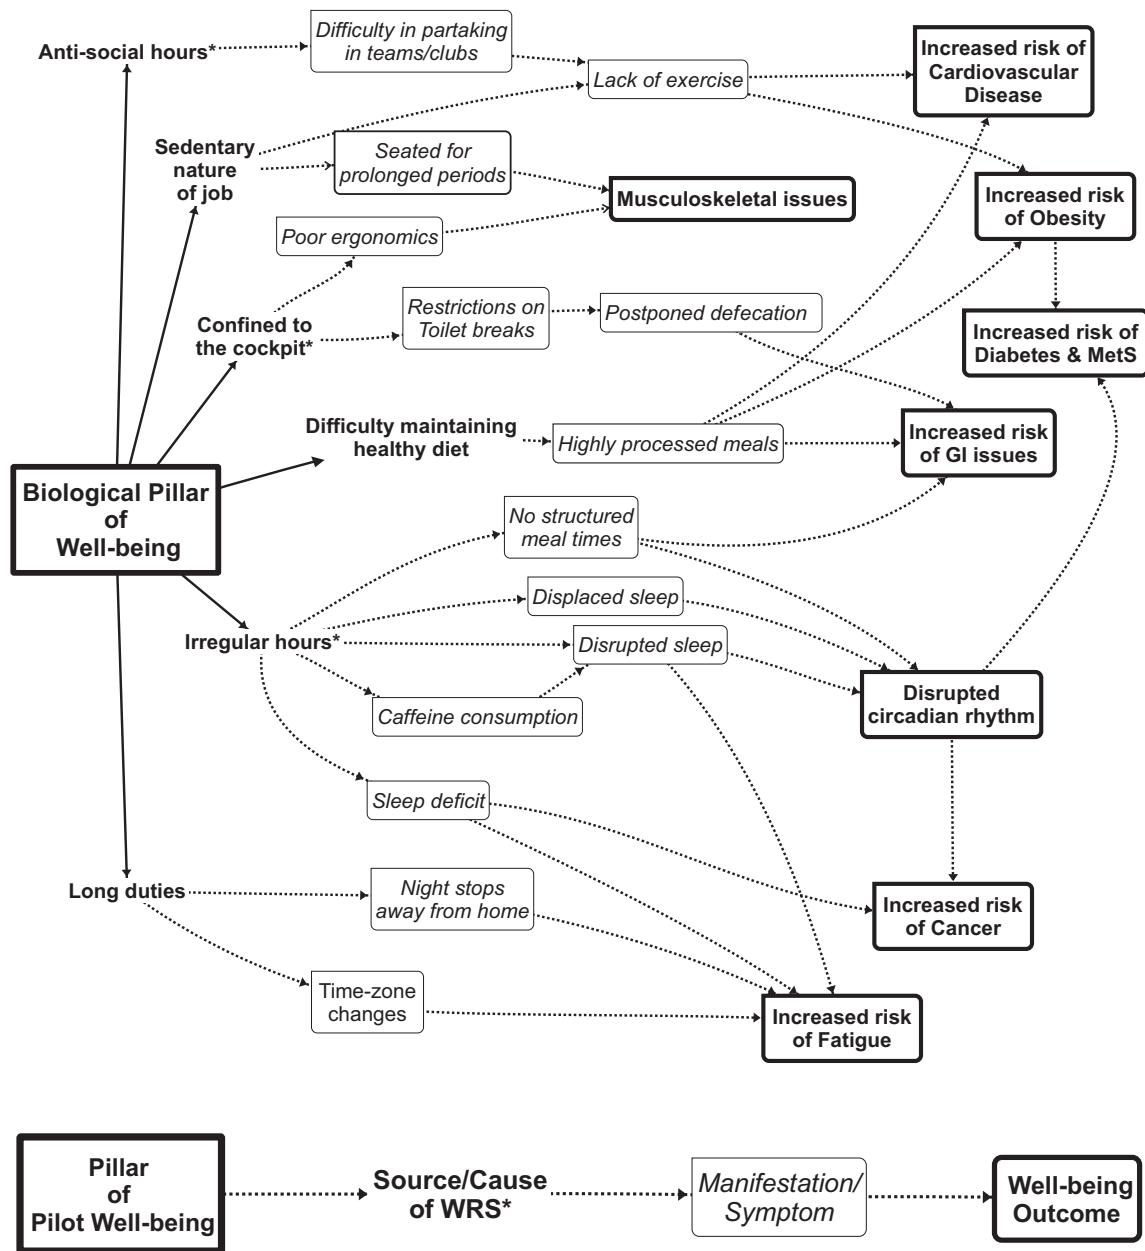 Anti-social hours*
Difficulty in partaking
in teams/clubs
Lack of exercise
Increased risk of
Cardiovascular
Disease
Sedentary
nature
of job
Seated for
prolonged periods
Musculoskeletal issues
Increased risk
of Obesity
Poor ergonomics
Confined to
the cockpit*
Restrictions on
Toilet breaks
Postponed defecation
Increased risk of
Diabetes & MetS
Difficulty maintaining
healthy diet
Highly processed meals
Increased risk
of GI issues
Biological Pillar
of
Well-being
No structured
meal times
Displaced sleep
Irregular hours*
Disrupted sleep
Caffeine consumption
Disrupted
circadian rhythm
Sleep deficit
Long duties
Night stops
away from home
Increased risk
of Cancer
Time-zone
changes
Increased risk
of Fatigue
Pillar
of
Pilot Well-being
Source/Cause
of WRS*
Manifestation/
Symptom
Well-being
Outcome